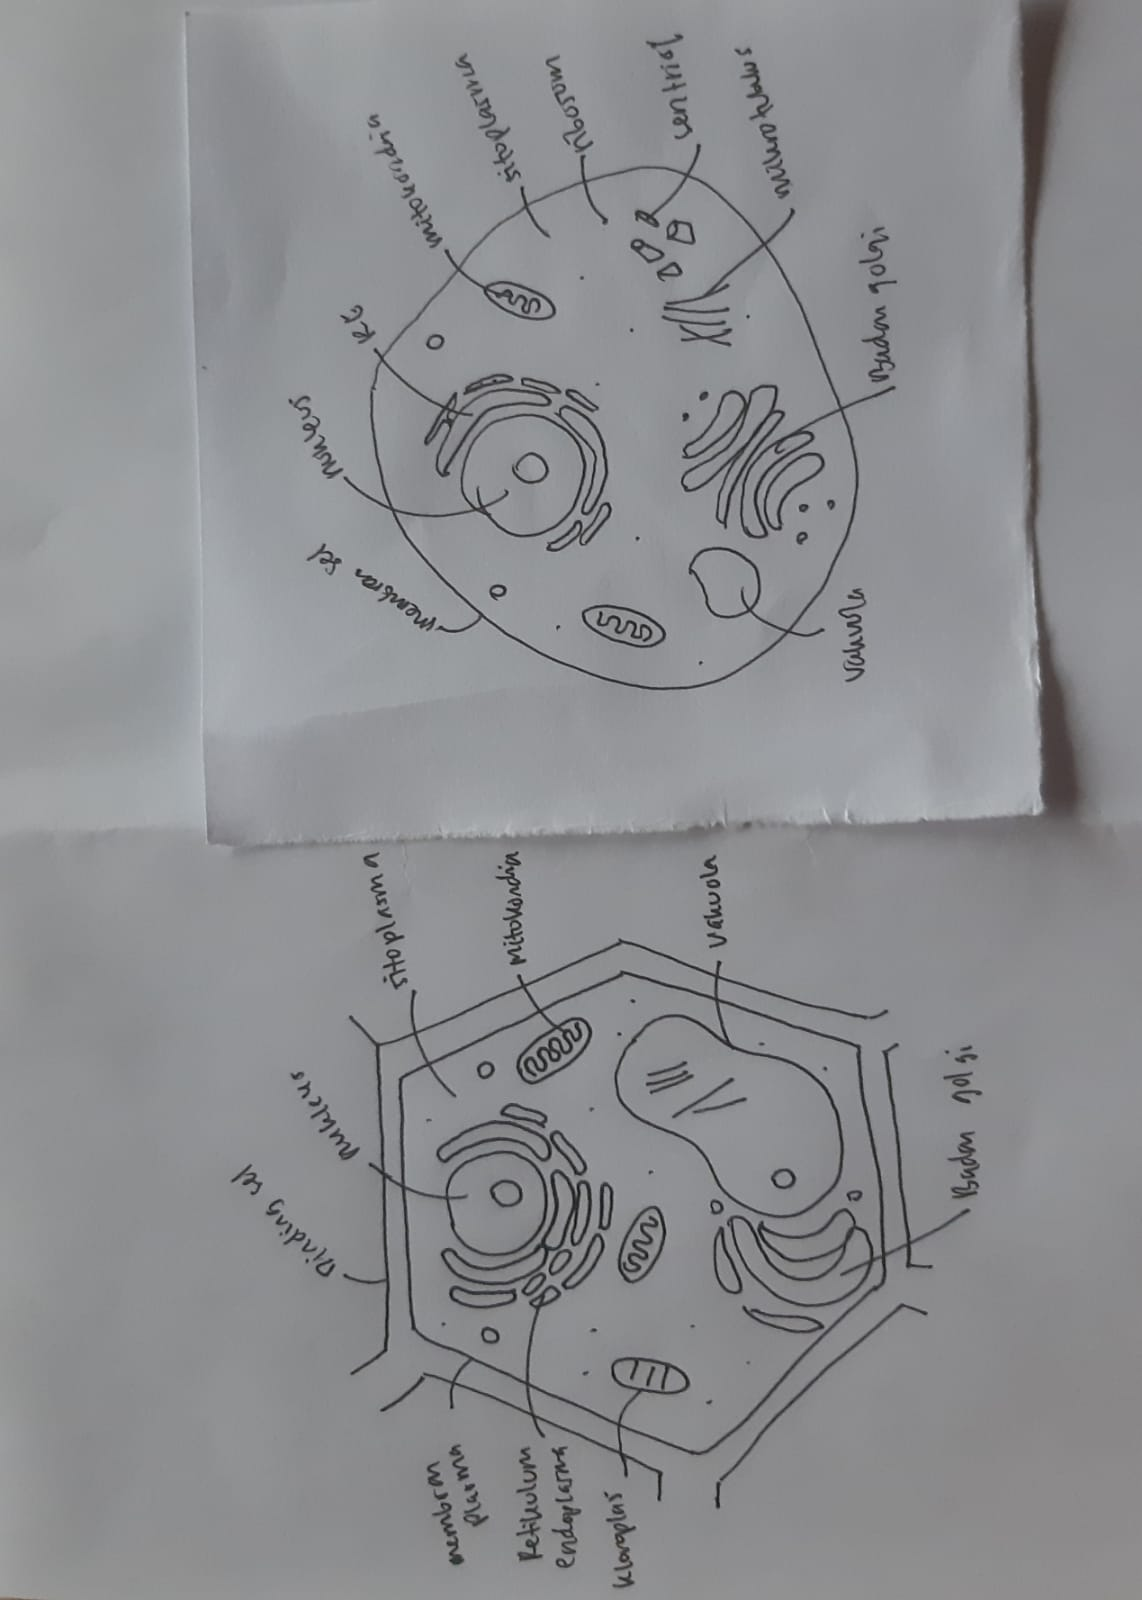 membran sel
nukleus
RE
mitokondria
sitoplasma
ribosom
sentriol
mikrotubulus
Badan golgi
vakuola
Dinding sel
nukleus
sitoplasma
mitokondria
vakuola
Badan golgi
membran
plasma
Retikulum
endoplasma
kloroplas